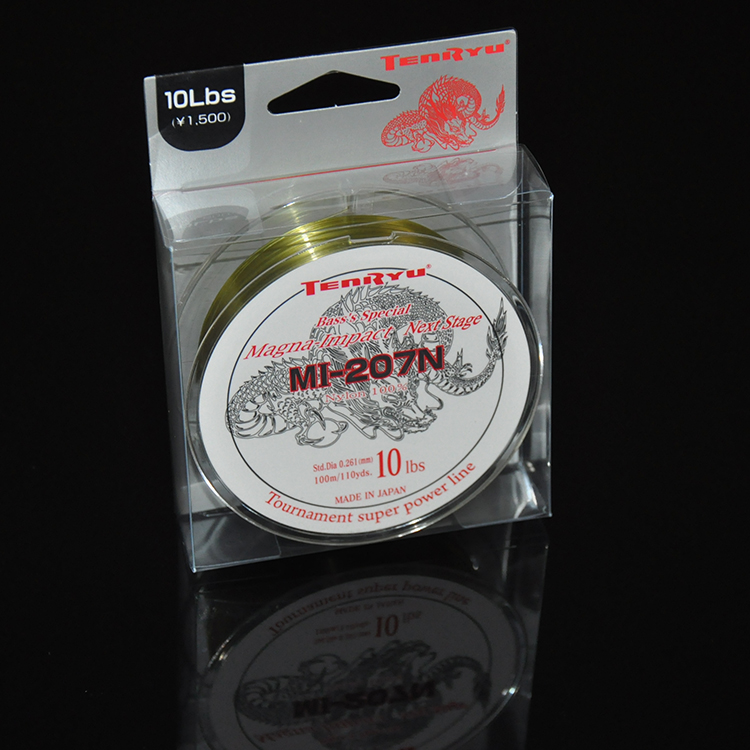 TENRYU®
10Lbs
(￥1,500)
TENRYU®
Bass's Special
Magna-Impact Next Stage
MI-207N
Nylon 100%
Std.Dia 0.261(mm)
100m/110yds. 10 lbs
MADE IN JAPAN
Tournament super power line